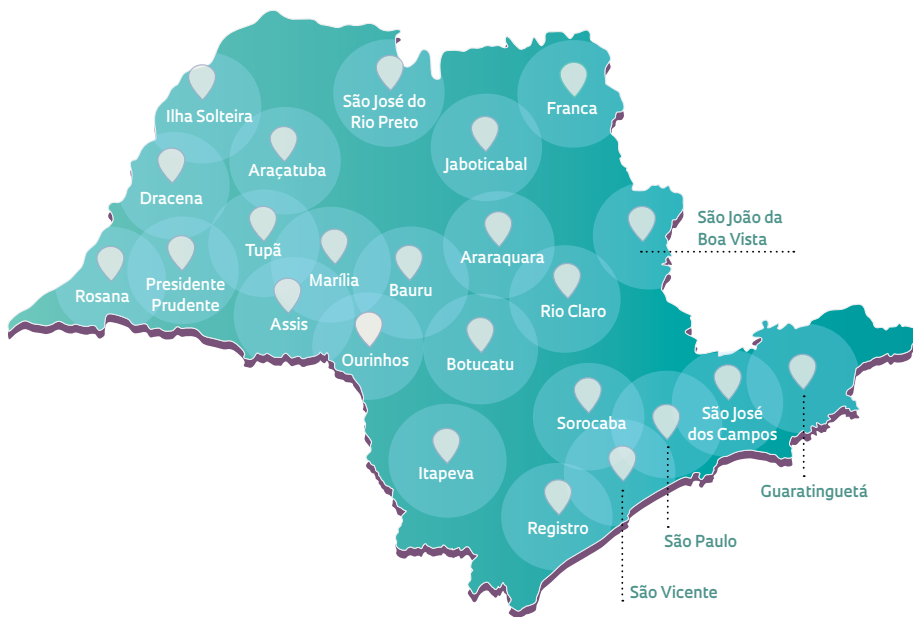 Ilha Solteira
São José do
Rio Preto
Franca
Araçatuba
Jaboticabal
Dracena
São João da
Boa Vista
Tupã
Marília
Araraquara
Rosana
Presidente
Prudente
Bauru
Assis
Rio Claro
Ourinhos
Botucatu
Sorocaba
São José
dos Campos
Itapeva
Guaratinguetá
Registro
São Paulo
São Vicente